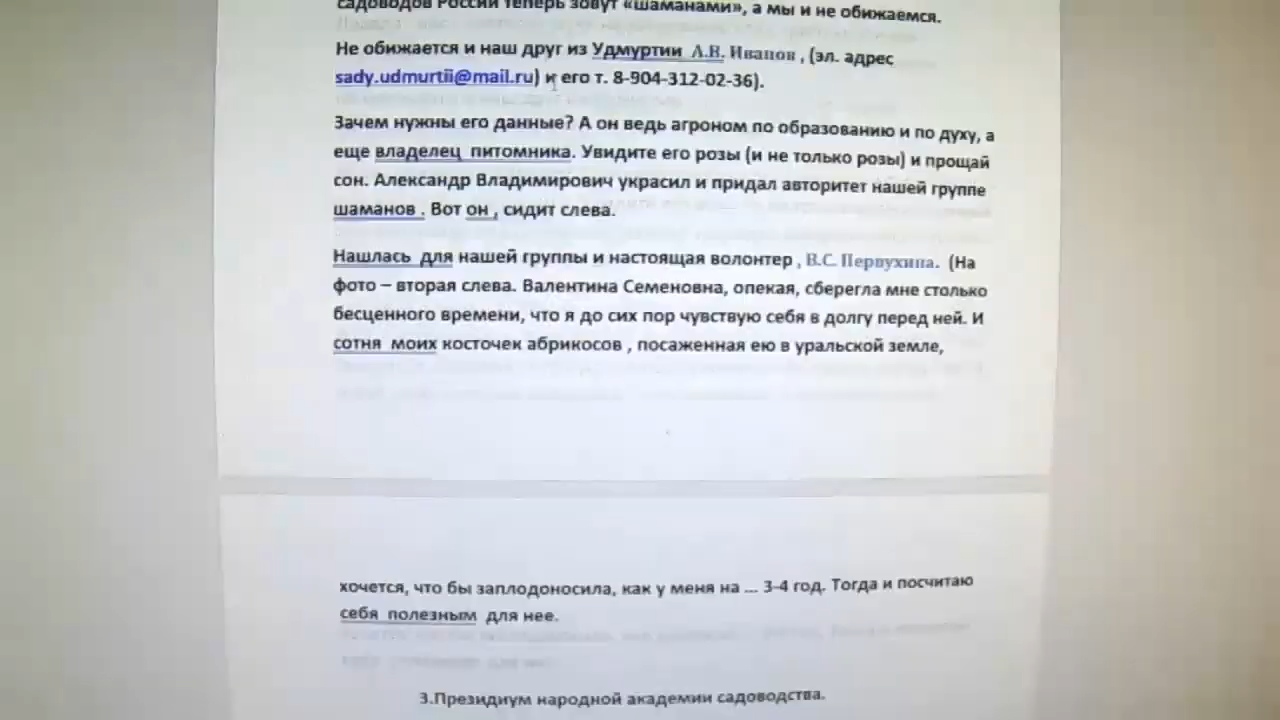 садоводов России теперь зовут «шаманами», а мы и не обижаемся.
Не обижается и наш друг из Удмуртии А.В. Иванов , (эл. адрес
sady.udmurtii@mail.ru) и его т. 8-904-312-02-36).
Зачем нужны его данные? А он ведь агроном по образованию и по духу, а
еще владелец питомника. Увидите его розы (и не только розы) и прощай
сон. Александр Владимирович украсил и придал авторитет нашей группе
шаманов . Вот он , сидит слева.
Нашлась для нашей группы и настоящая волонтер , В.С. Первухина. (На
фото – вторая слева. Валентина Семеновна, опекая, сберегла мне столько
бесценного времени, что я до сих пор чувствую себя в долгу перед ней. И
сотня моих косточек абрикосов , посаженная ею в уральской земле,
хочется, что бы заплодоносила, как у меня на ... 3-4 год. Тогда и посчитаю
себя полезным для нее.
3.Президиум народной академии садоводства.